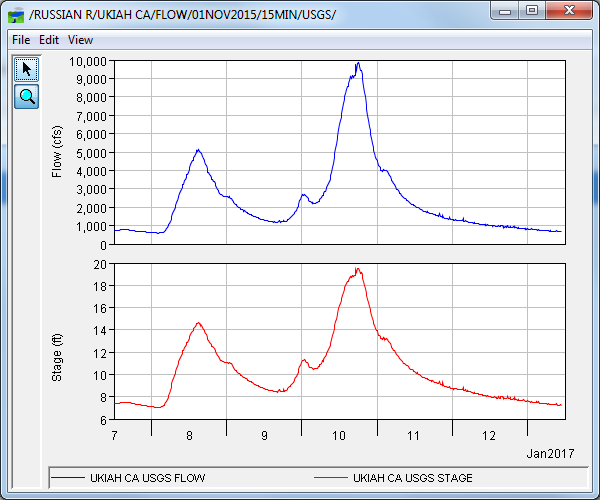 /RUSSIAN R/UKIAH CA/FLOW/01NOV2015/15MIN/USGS/
File Edit View
10,000
9,000
8,000
7,000
6,000
5,000
4,000
3,000
2,000
1,000
0
Flow (cfs)
20
18
16
14
12
10
8
6
Stage (ft)
7 8 9 10 11 12
Jan2017
UKIAH CA USGS FLOW UKIAH CA USGS STAGE